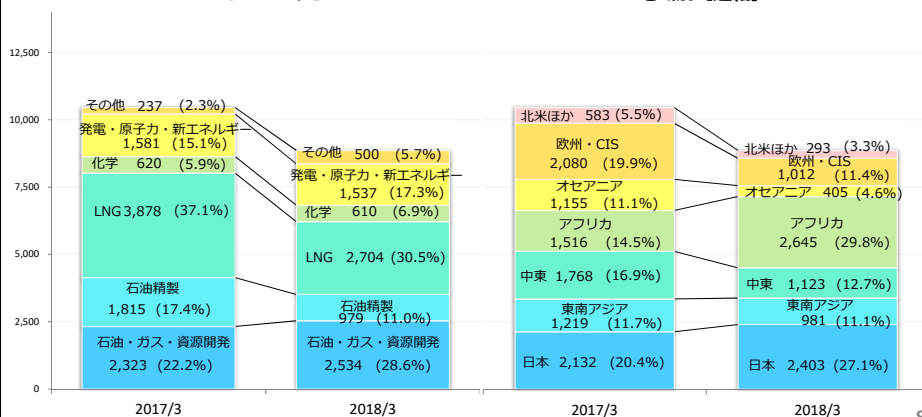 12,500
10,000
7,500
5,000
2,500
0
その他 237 (2.3%)
発電・原子力・新エネルギー
1,581 (15.1%)
化学 620 (5.9%)
LNG 3,878 (37.1%)
石油精製
1,815 (17.4%)
石油・ガス・資源開発
2,323 (22.2%)
2017/3
その他 500 (5.7%)
発電・原子力・新エネルギー
1,537 (17.3%)
化学 610 (6.9%)
LNG 2,704 (30.5%)
石油精製
979 (11.0%)
石油・ガス・資源開発
2,534 (28.6%)
2018/3
北米ほか 583 (5.5%)
欧州・CIS
2,080 (19.9%)
オセアニア
1,155 (11.1%)
アフリカ
1,516 (14.5%)
中東 1,768 (16.9%)
東南アジア
1,219 (11.7%)
日本 2,132 (20.4%)
2017/3
北米ほか 293 (3.3%)
欧州・CIS
1,012 (11.4%)
オセアニア 405 (4.6%)
アフリカ
2,645 (29.8%)
中東 1,123 (12.7%)
東南アジア
981 (11.1%)
日本 2,403 (27.1%)
2018/3